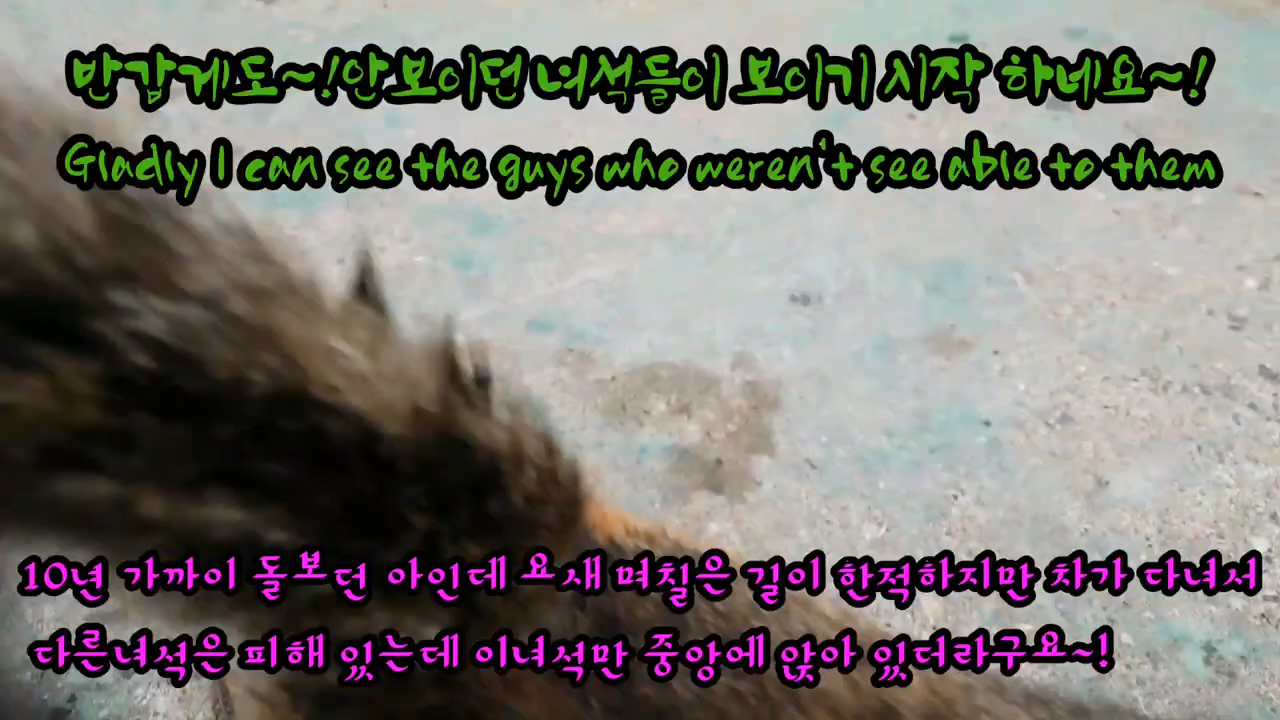 반갑게도~!안보이던 녀석들이 보이기 시작 하네요~!
Gladly I can see the guys who weren't see able to them
10년 가까이 돌보던 아인데 요새 며칠은 길이 한적하지만 차가 다녀서
다른녀석은 피해 있는데 이녀석만 중앙에 앉아 있더라구요~!